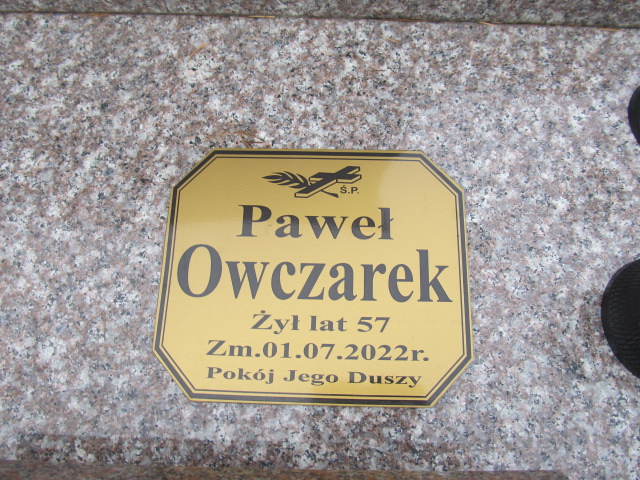 Ś.P.
Paweł
Owczarek
Żył lat 57
Zm.01.07.2022r.
Pokój Jego Duszy